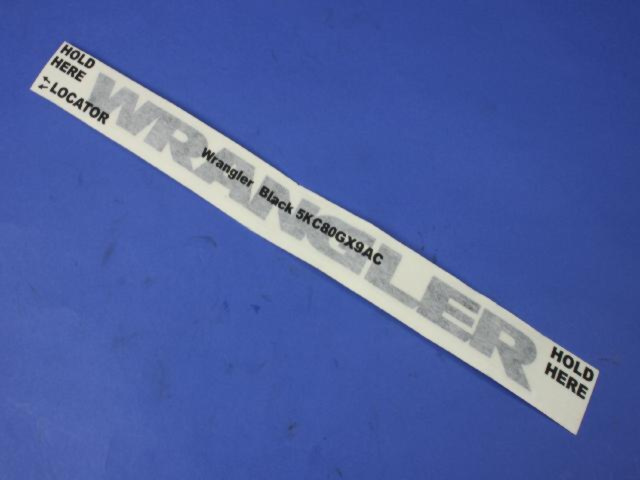 HOLD
HERE
LOCATOR
WRANGLER
Wrangler Black 5KC80GX9AC
HOLD
HERE